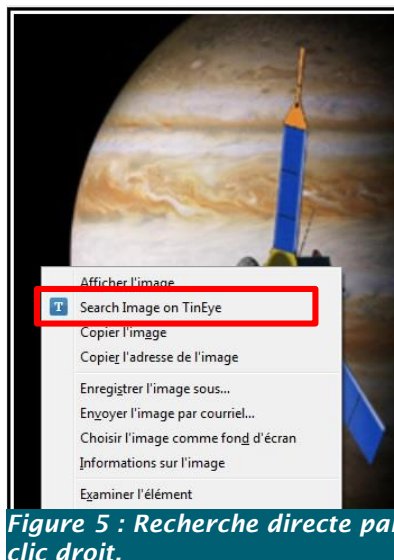 Afficher l'image
T
Search Image on TinEye
Copier l'image
Copier l'adresse de l'image
Enregistrer l'image sous...
Envoyer l'image par courriel...
Choisir l'image comme fond d'écran
Informations sur l'image
Examiner l'élément
Figure 5 : Recherche directe par
clic droit.